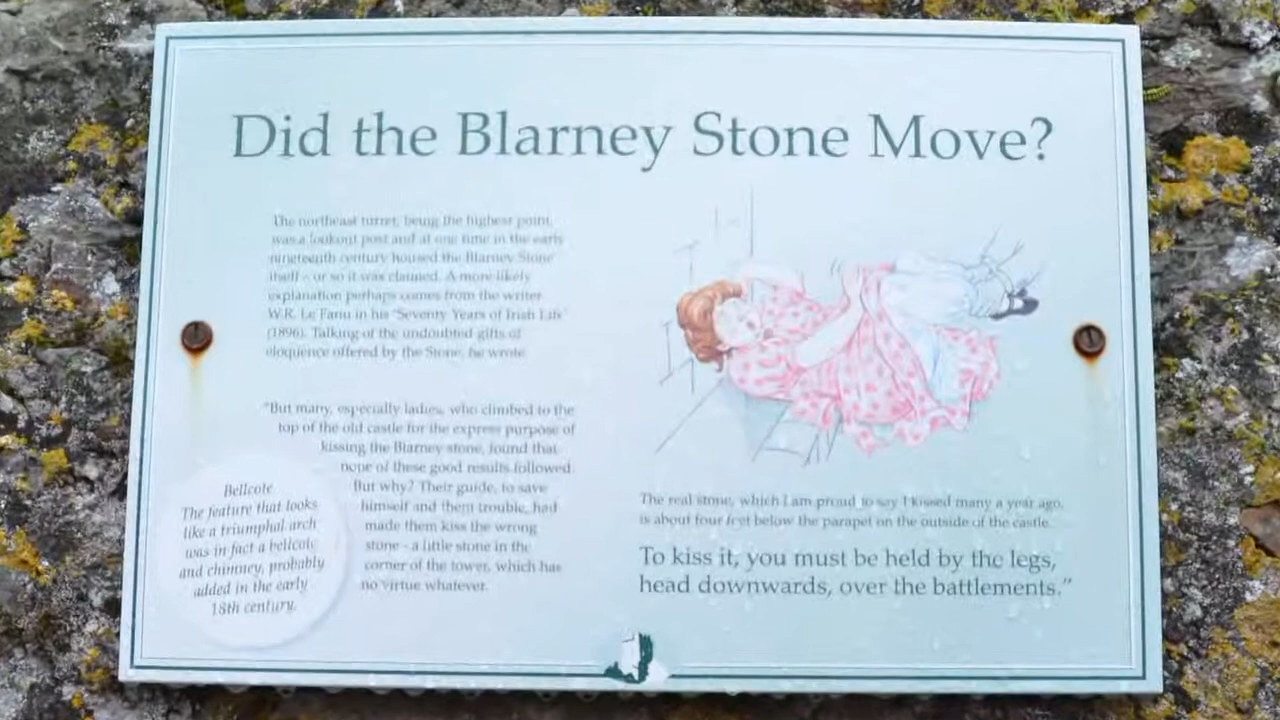 Did the Blarney Stone Move?
The northeast turret, being the highest point,
was a lookout post and at one time in the early
nineteenth century housed the Blarney Stone
itself - or so it was claimed. A more likely
explanation perhaps comes from the writer
W.R. Le Fanu in his 'Seventy Years of Irish Life'
(1896). Talking of the undoubted gifts of
eloquence offered by the Stone, he wrote
"But many, especially ladies, who climbed to the
top of the old castle for the express purpose of
kissing the Blarney stone, found that
none of these good results followed.
But why? Their guide, to save
himself and them trouble, had
made them kiss the wrong
stone - a little stone in the
corner of the tower, which has
no virtue whatever.
Bellcote
The feature that looks
like a triumphal arch
was in fact a bellcote
and chimney, probably
added in the early
18th century.
The real stone, which I am proud to say I kissed many a year ago,
is about four feet below the parapet on the outside of the castle.
To kiss it, you must be held by the legs,
head downwards, over the battlements."